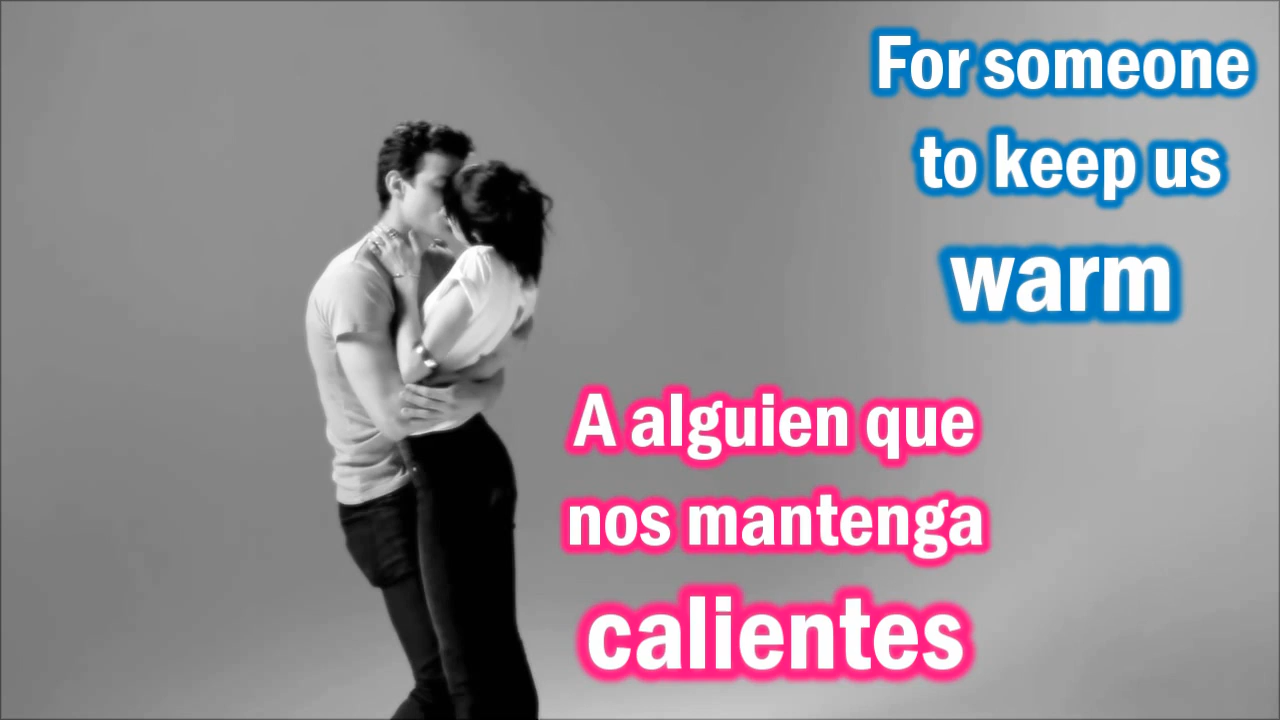 For someone
to keep us
warm
A alguien que
nos mantenga
calientes